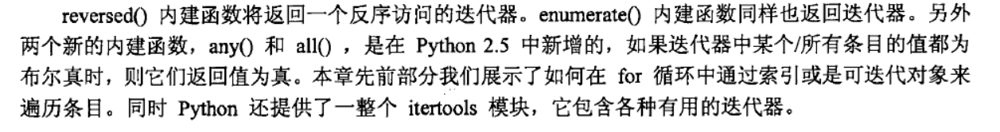 reversed() 内建函数将返回一个反序访问的迭代器。enumerate() 内建函数同样也返回迭代器。另外
两个新的内建函数，any() 和 all() ，是在 Python 2.5 中新增的，如果迭代器中某个/所有条目的值都为
布尔真时，则它们返回值为真。本章先前部分我们展示了如何在 for 循环中通过索引或是可迭代对象来
遍历条目。同时 Python 还提供了一整个 itertools 模块，它包含各种有用的迭代器。